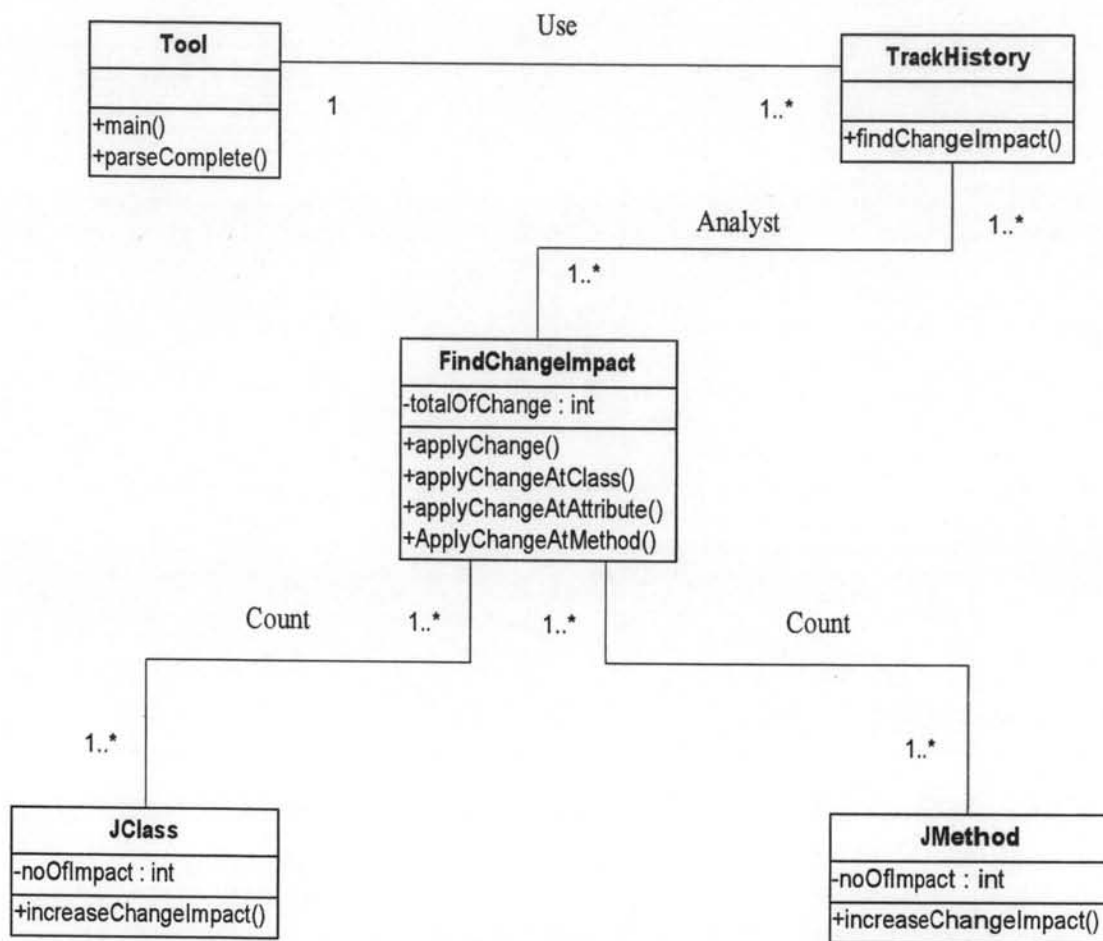 Tool
+main()
+parseComplete()
Use
1
1..*
TrackHistory
+findChangeImpact()
Analyst
1..*
1..*
FindChangeImpact
-totalOfChange : int
+applyChange()
+applyChangeAtClass()
+applyChangeAtAttribute()
+ApplyChangeAtMethod()
Count
1..*
1..*
Count
1..*
1..*
JClass
-noOfImpact : int
+increaseChangeImpact()
JMethod
-noOfImpact : int
+increaseChangeImpact()